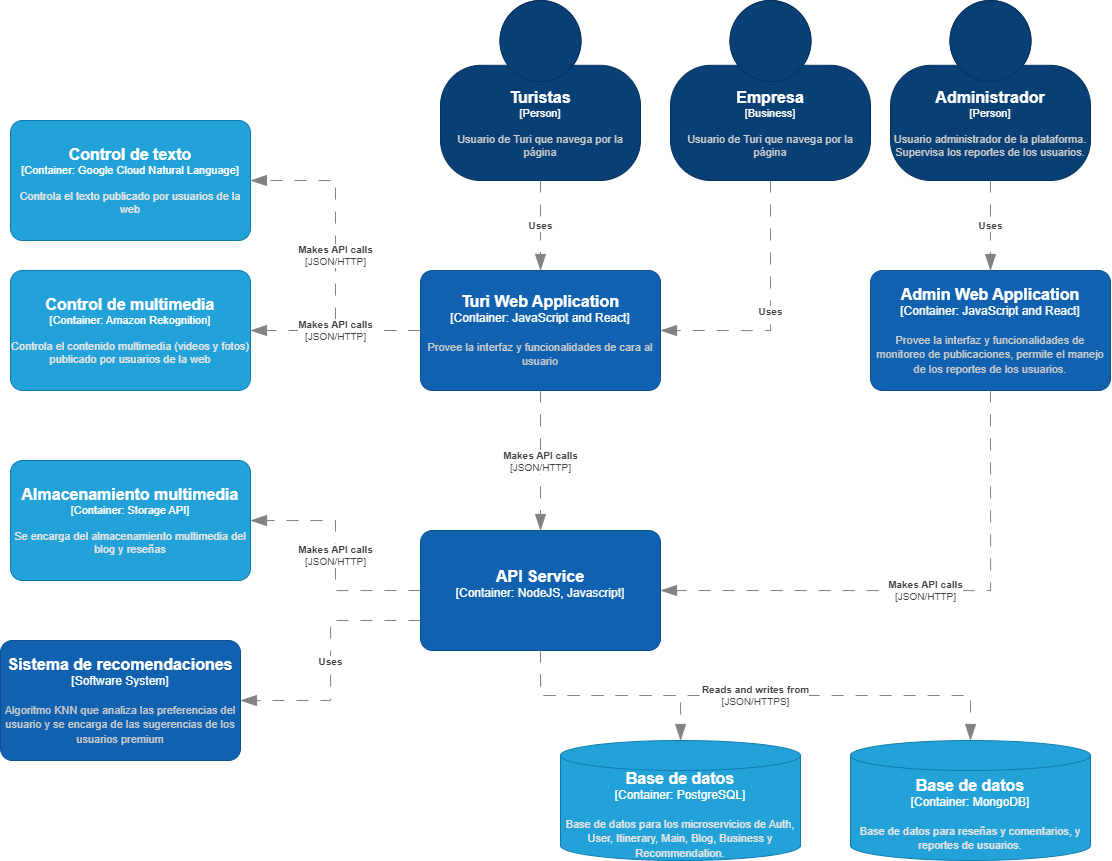 Turistas
[Person]
Usuario de Turi que navega por la
página
Empresa
[Business]
Usuario de Turi que navega por la
página
Administrador
[Person]
Usuario administrador de la plataforma.
Supervisa los reportes de los usuarios.
Control de texto
[Container: Google Cloud Natural Language]
Controla el texto publicado por usuarios de la
web
Uses
Uses
Makes API calls
[JSON/HTTP]
Control de multimedia
[Container: Amazon Rekognition]
Controla el contenido multimedia (videos y fotos)
publicado por usuarios de la web
Makes API calls
[JSON/HTTP]
Turi Web Application
[Container: JavaScript and React]
Provee la interfaz y funcionalidades de cara al
usuario
Uses
Admin Web Application
[Container: JavaScript and React]
Provee la interfaz y funcionalidades de
monitoreo de publicaciones, permite el manejo
de los reportes de los usuarios.
Makes API calls
[JSON/HTTP]
Almacenamiento multimedia
[Container: Storage API]
Se encarga del almacenamiento multimedia del
blog y reseñas
Makes API calls
[JSON/HTTP]
API Service
[Container: NodeJS, Javascript]
Makes API calls
[JSON/HTTP]
Sistema de recomendaciones
[Software System]
Algoritmo KNN que analiza las preferencias del
usuario y se encarga de las sugerencias de los
usuarios premium
Uses
Reads and writes from
[JSON/HTTPS]
Base de datos
[Container: PostgreSQL]
Base de datos para los microservicios de Auth,
User, Itinerary, Main, Blog, Business y
Recommendation.
Base de datos
[Container: MongoDB]
Base de datos para reseñas y comentarios, y
reportes de usuarios.